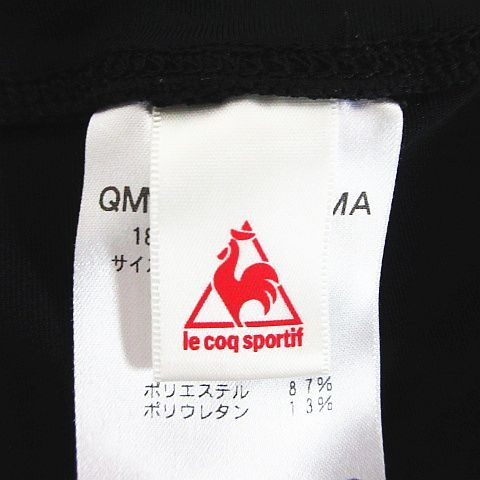 QM MA
18
サイ
le coq sportif
ポリエステル 87%
ポリウレタン 13%